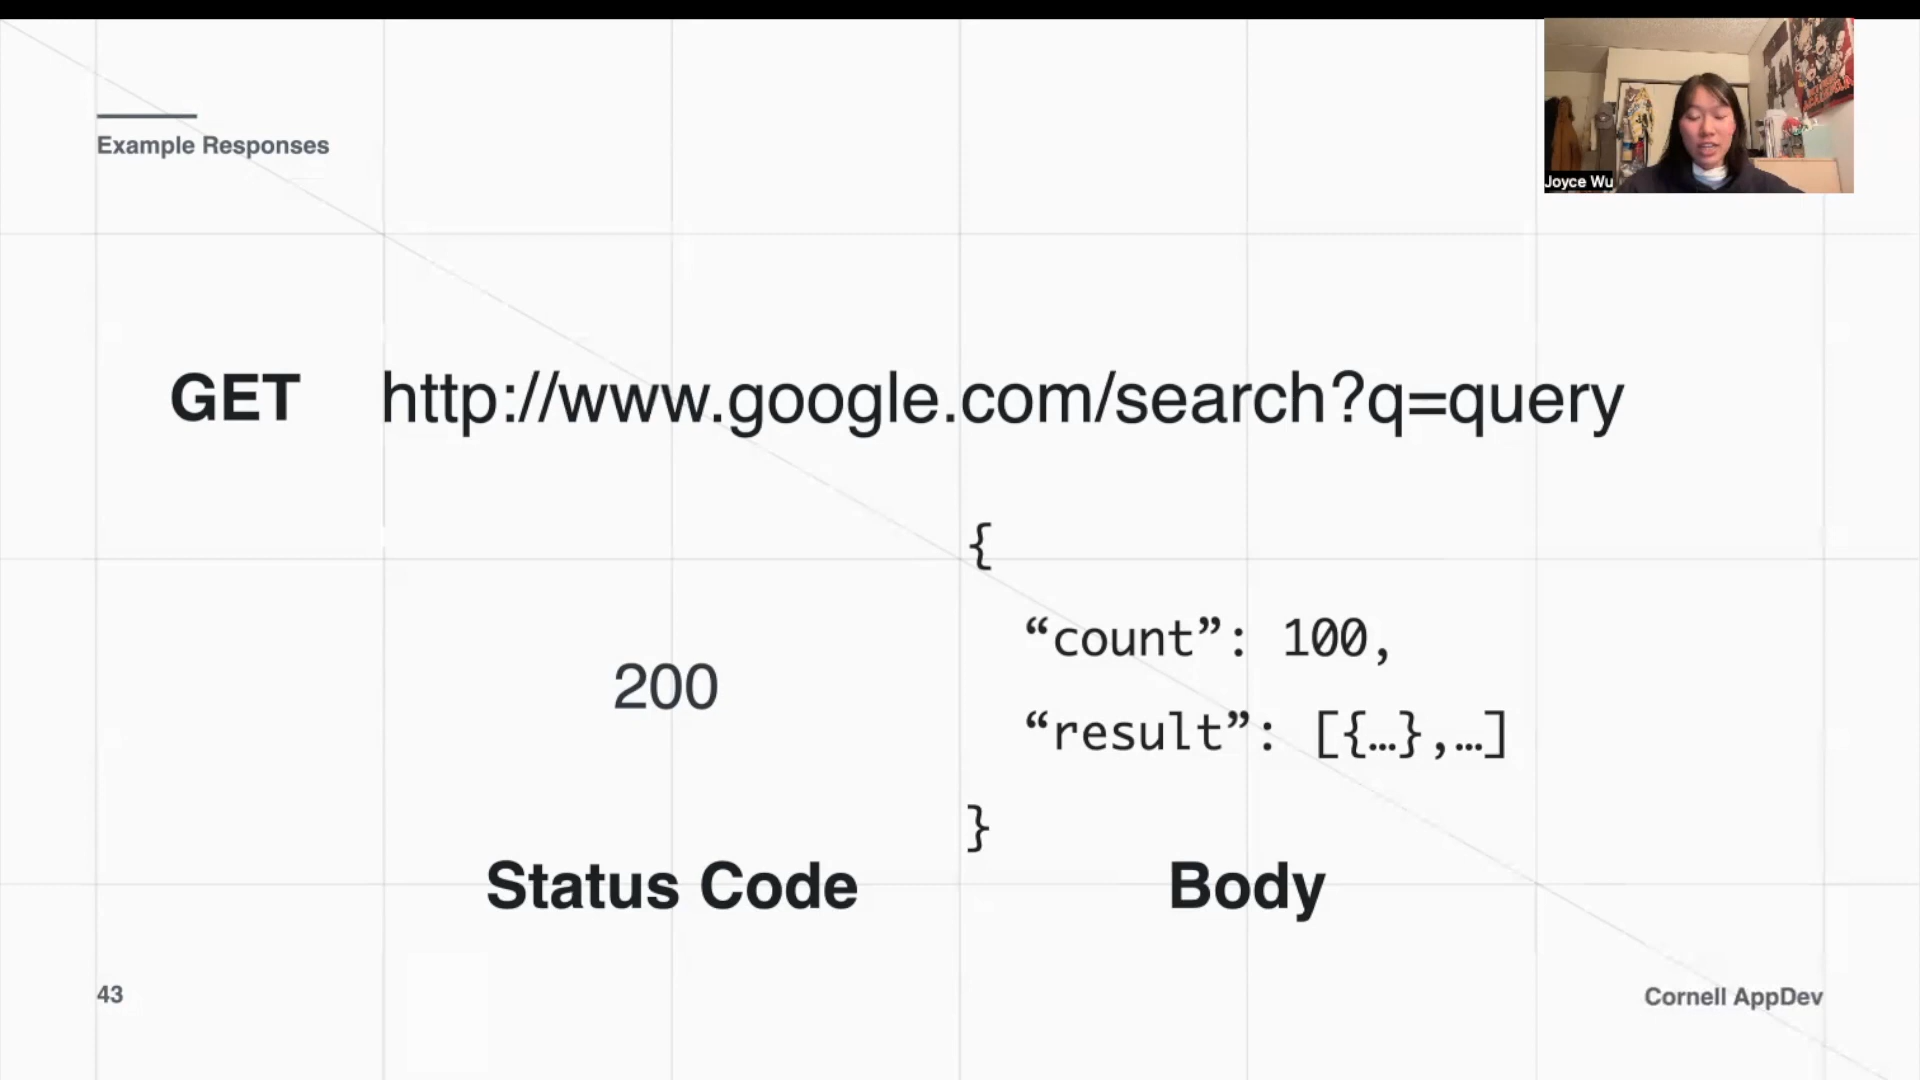 Example Responses
Joyce Wu
GET http://www.google.com/search?q=query
{
“count”: 100,
200
“result”: [{…},…]
}
Status Code Body
43
Cornell AppDev